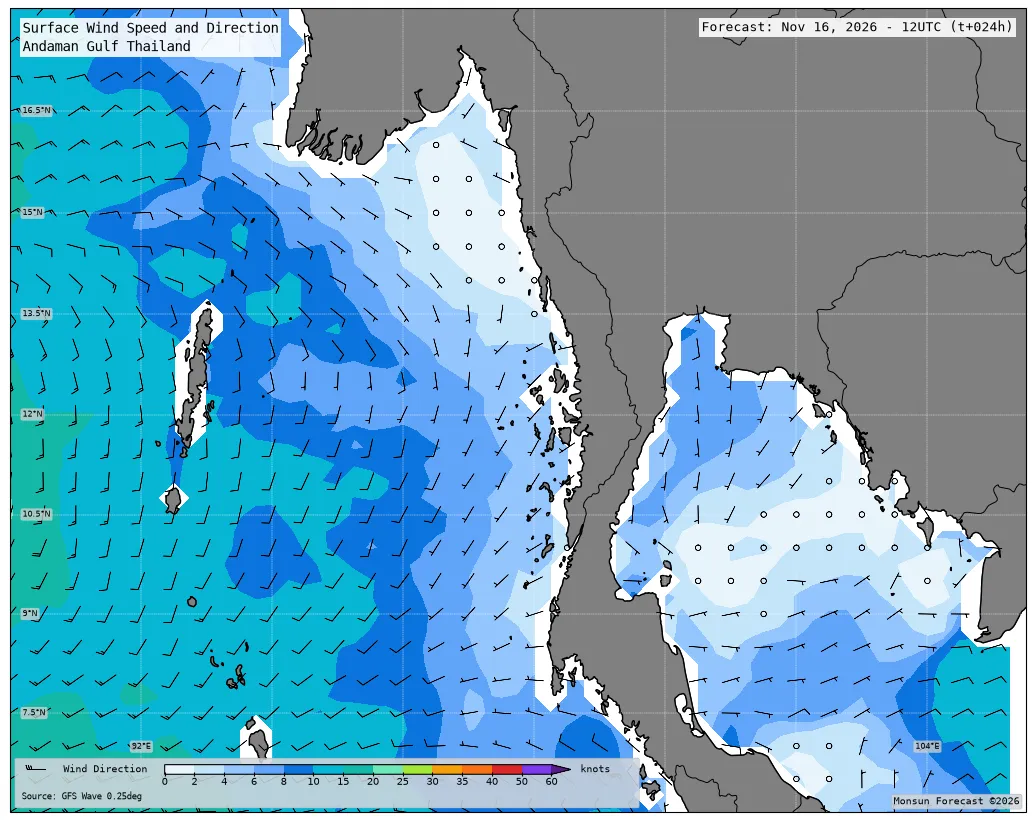 Surface Wind Speed and Direction
Andaman Gulf Thailand
Forecast: Nov 16, 2026 - 12UTC (t+024h)
16.5°N
15°N
13.5°N
12°N
10.5°N
9°N
7.5°N
92°E
104°E
Wind Direction
knots
0 2 4 6 8 10 15 20 25 30 35 40 50 60
Source: GFS Wave 0.25deg
Monsun Forecast ©2026